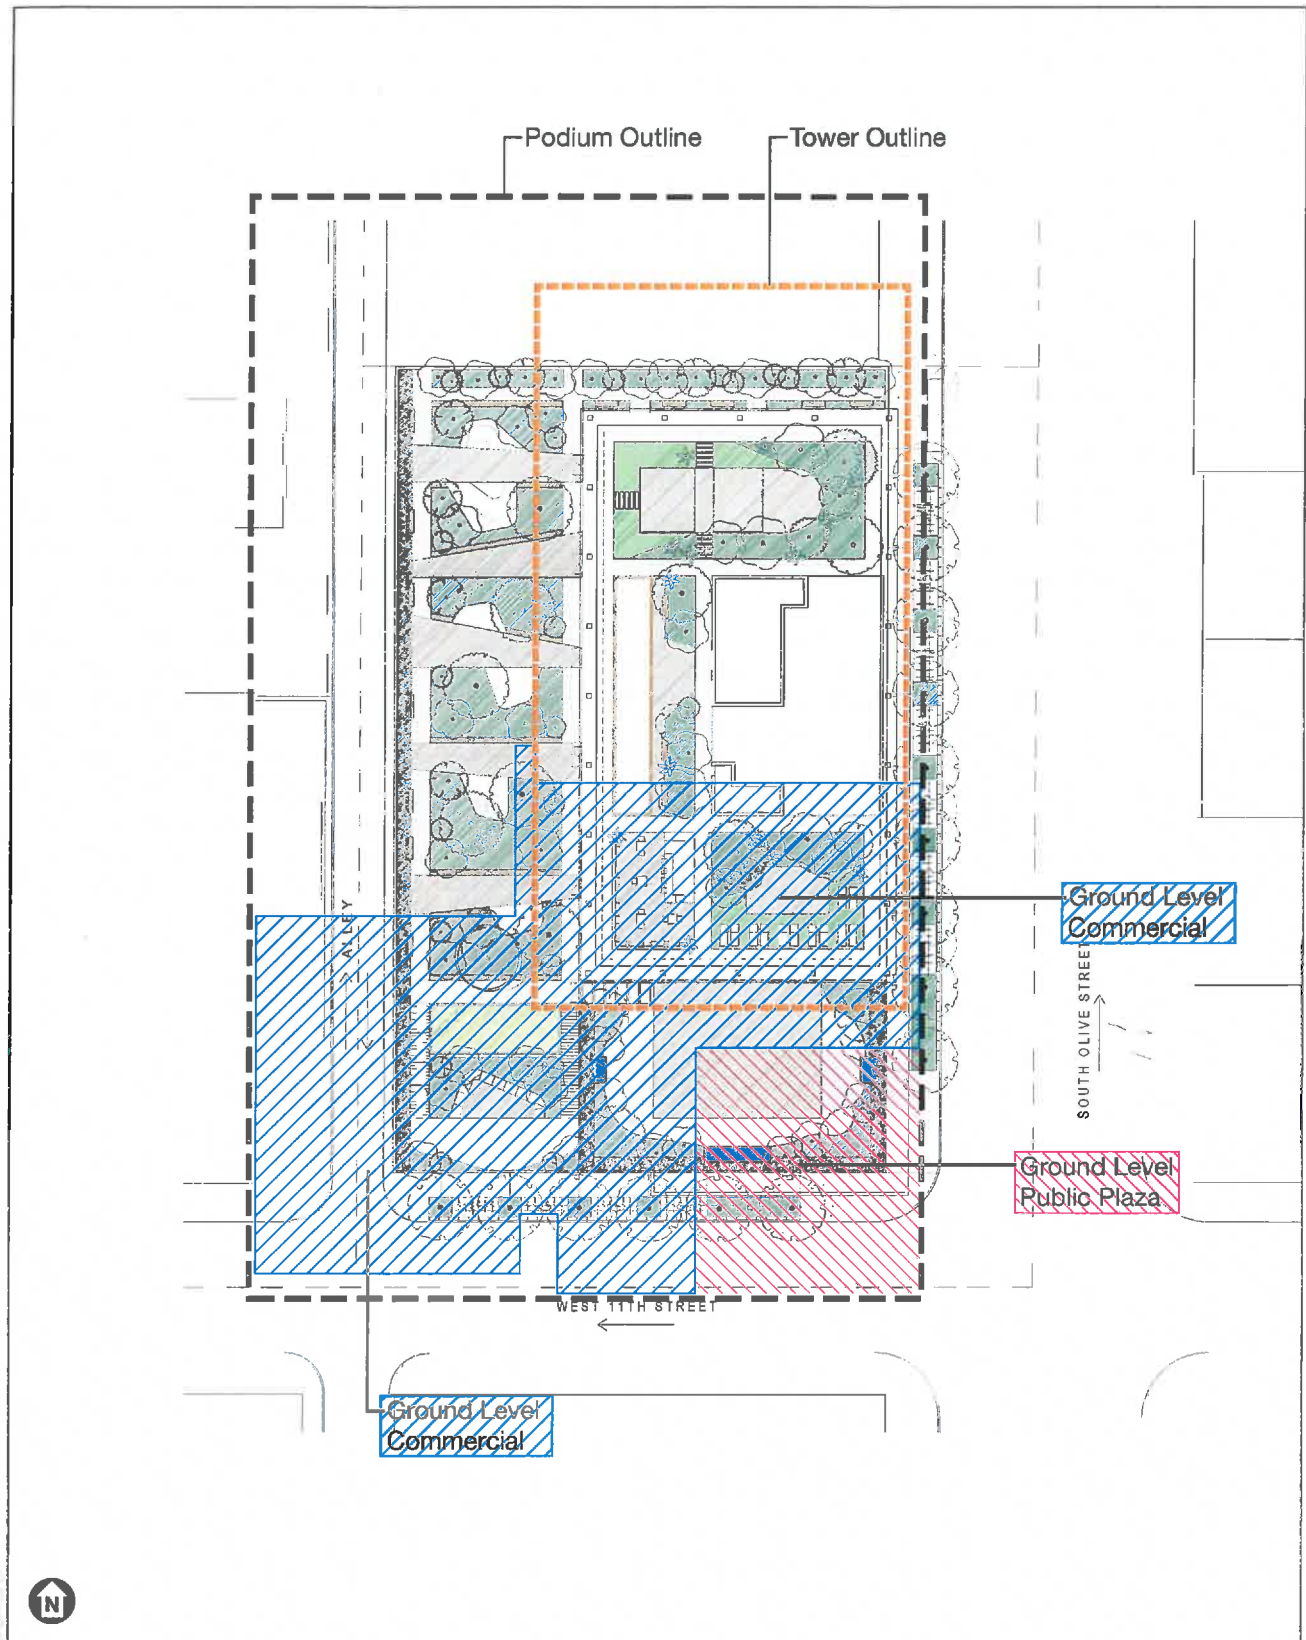 Podium Outline
Tower Outline
ALLEY
Ground Level
Commercial
SOUTH OLIVE STREET
Ground Level
Public Plaza
WEST 11TH STREET
Ground Level
Commercial
N